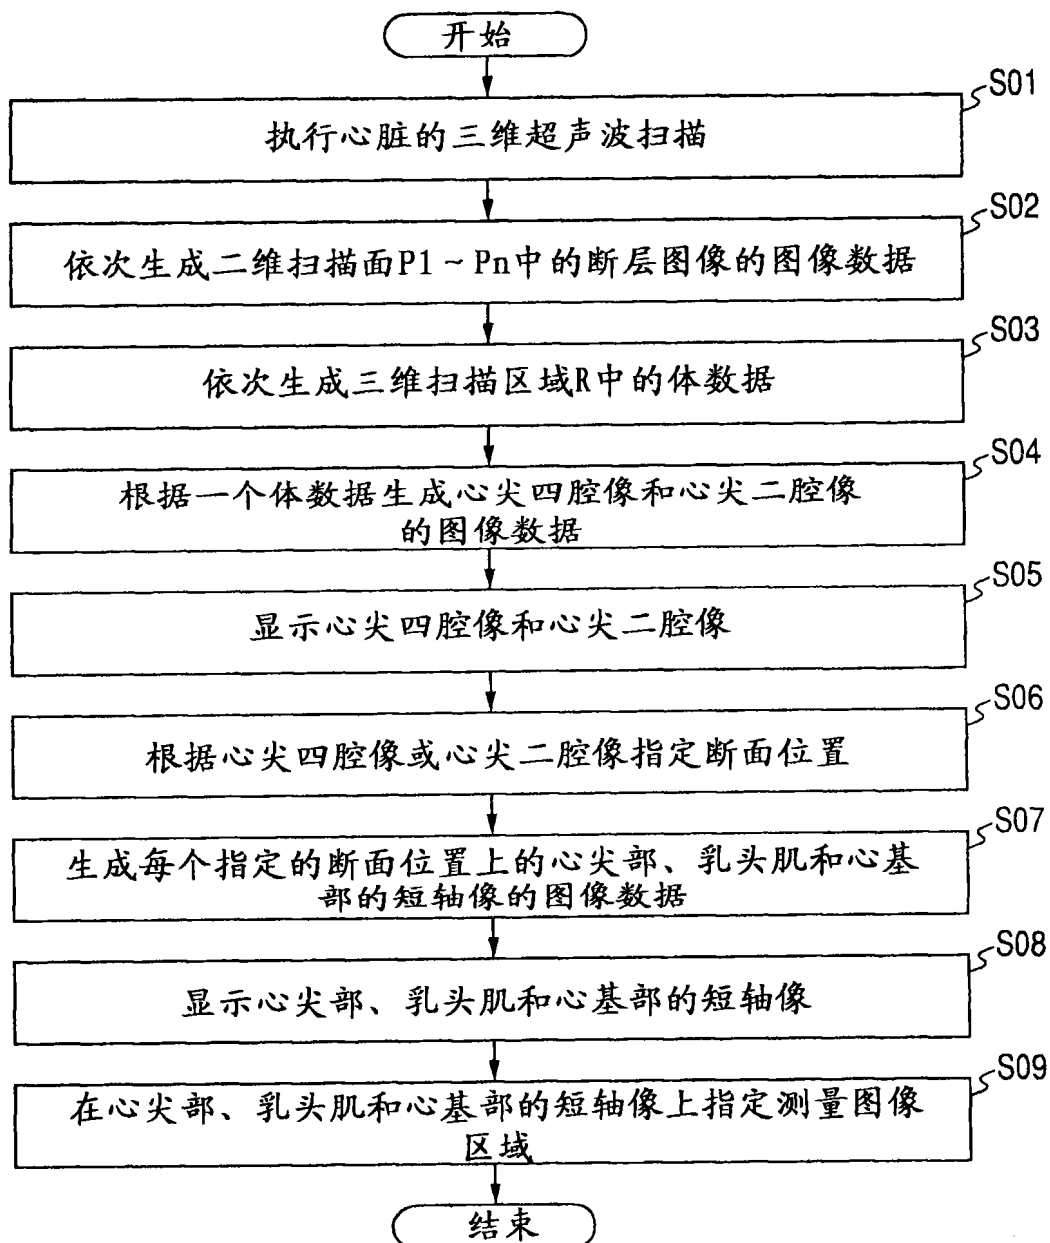 开始
S01
执行心脏的三维超声波扫描
S02
依次生成二维扫描面P1~Pn中的断层图像的图像数据
S03
依次生成三维扫描区域R中的体数据
S04
根据一个体数据生成心尖四腔像和心尖二腔像
的图像数据
S05
显示心尖四腔像和心尖二腔像
S06
根据心尖四腔像或心尖二腔像指定断面位置
S07
生成每个指定的断面位置上的心尖部、乳头肌和心基
部的短轴像的图像数据
S08
显示心尖部、乳头肌和心基部的短轴像
S09
在心尖部、乳头肌和心基部的短轴像上指定测量图像
区域
结束